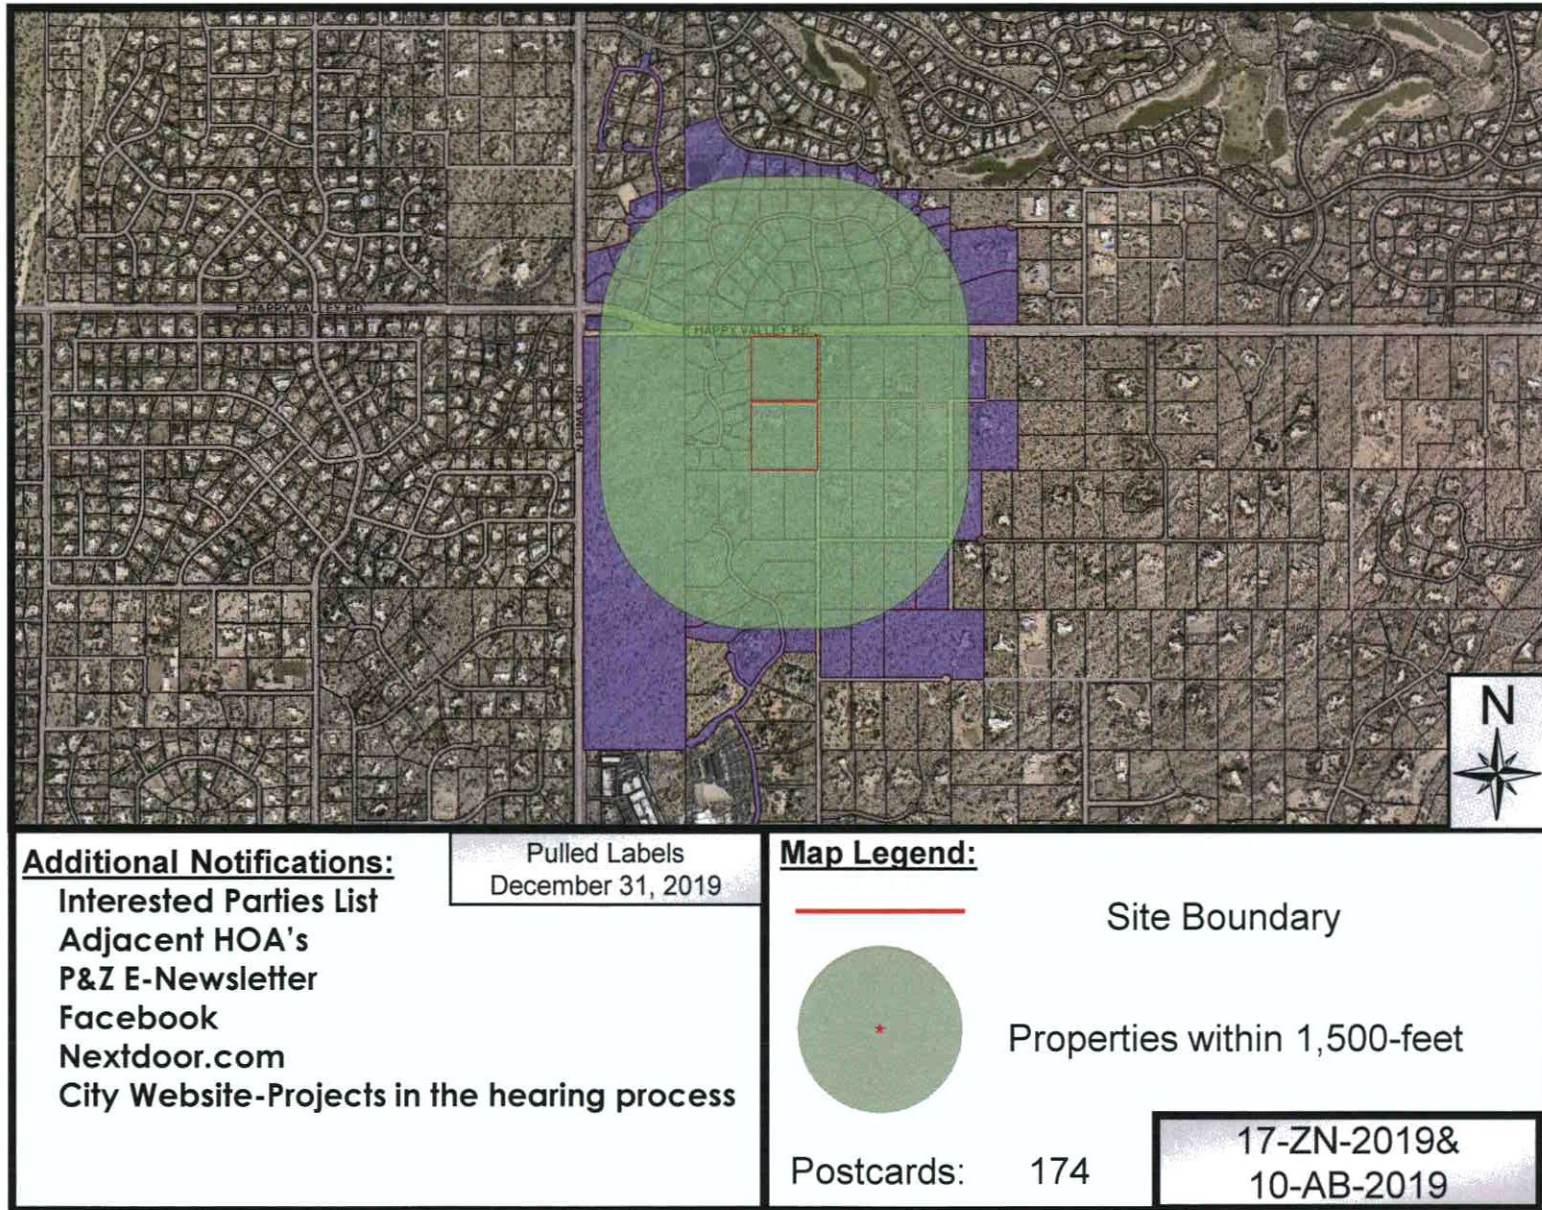 E HAPPY VALLEY RD
E HAPPY VALLEY RD
N PIMA RD
N
Additional Notifications:
Interested Parties List
Adjacent HOA's
P&Z E-Newsletter
Facebook
Nextdoor.com
City Website-Projects in the hearing process
Pulled Labels
December 31, 2019
Map Legend:
Site Boundary
Properties within 1,500-feet
Postcards: 174
17-ZN-2019&
10-AB-2019